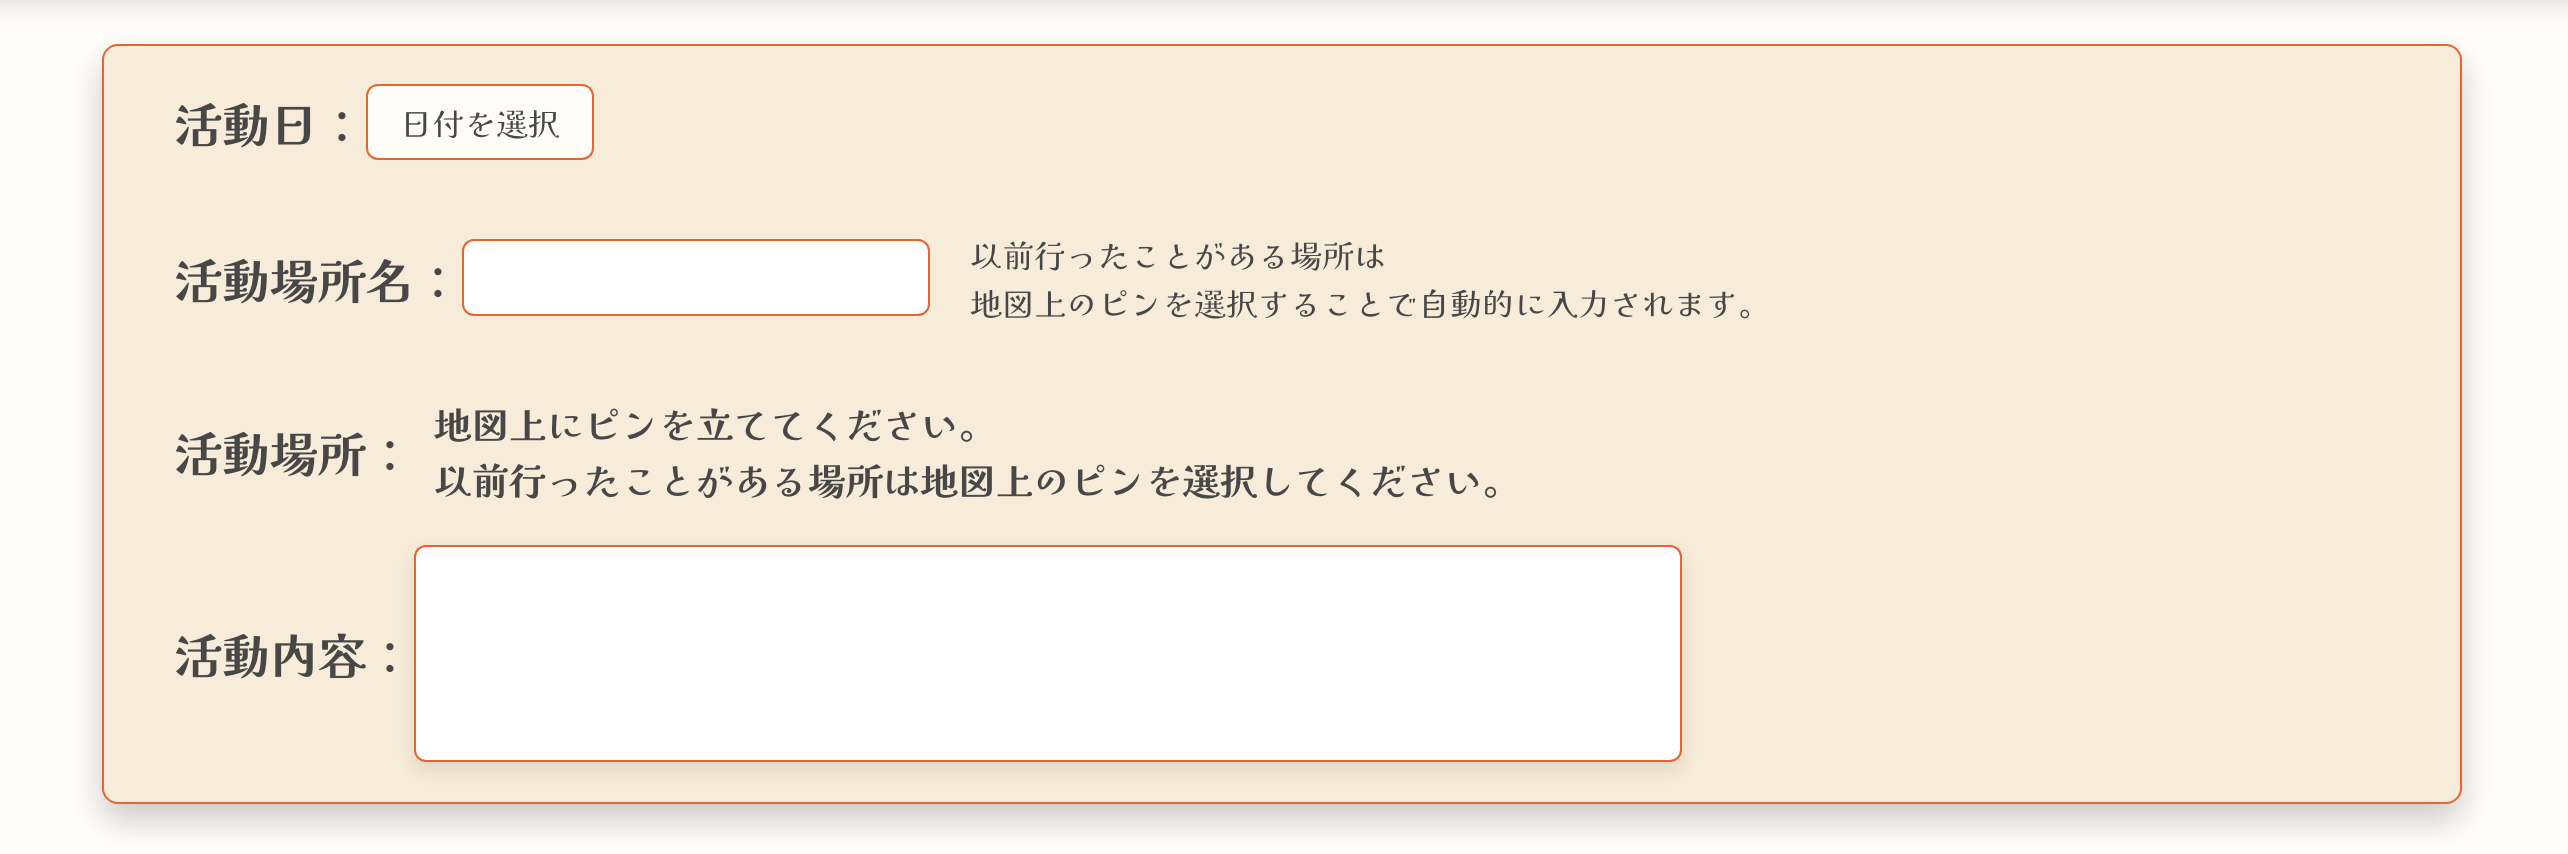 活動日：
日付を選択
活動場所名：
以前行ったことがある場所は
地図上のピンを選択することで自動的に入力されます。
活動場所：
地図上にピンを立ててください。
以前行ったことがある場所は地図上のピンを選択してください。
活動内容：